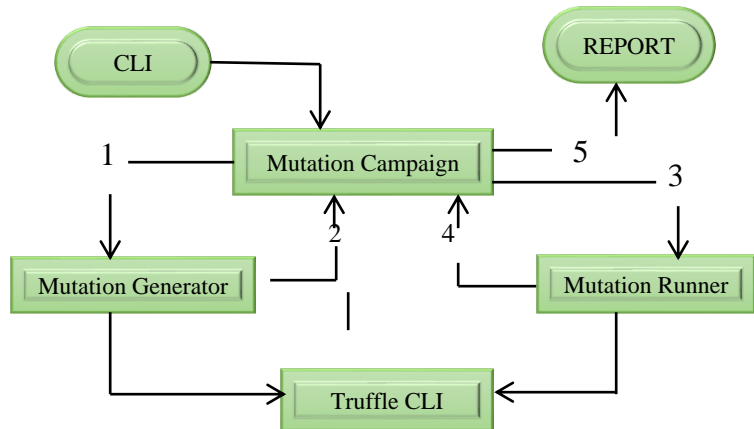 CLI
REPORT
Mutation Campaign
1
5
3
2
4
Mutation Generator
Mutation Runner
Truffle CLI